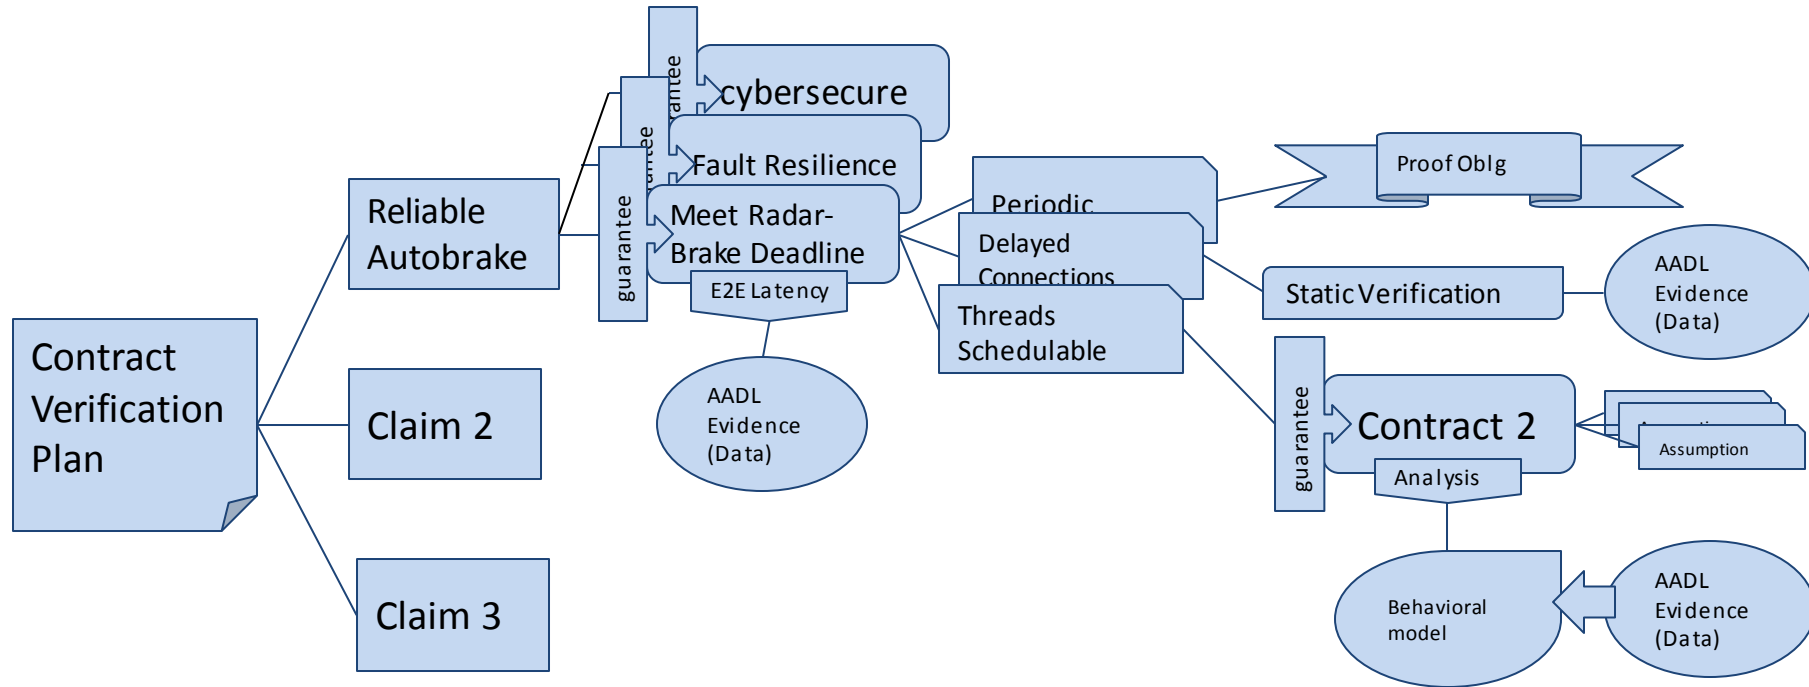 Contract
Verification
Plan
Reliable
Autobrake
Claim 2
Claim 3
cybersecure
Fault Resilience
guarantee
Meet Radar-
Brake Deadline
E2E Latency
AADL
Evidence
(Data)
Periodic
Delayed
Connections
Threads
Schedulable
Proof Oblg
Static Verification
AADL
Evidence
(Data)
guarantee
Contract 2
Analysis
Assumption
Behavioral
model
AADL
Evidence
(Data)